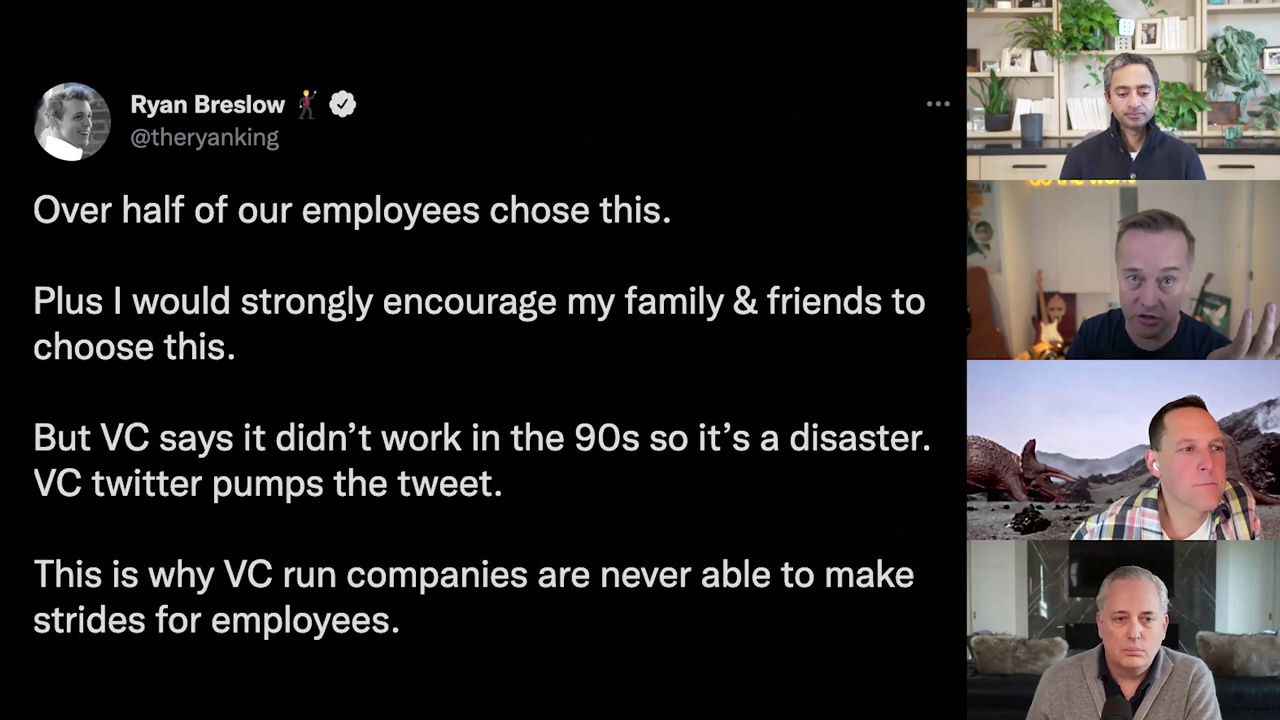 Ryan Breslow
@theryanking
Over half of our employees chose this.
Plus I would strongly encourage my family & friends to
choose this.
But VC says it didn’t work in the 90s so it’s a disaster.
VC twitter pumps the tweet.
This is why VC run companies are never able to make
strides for employees.